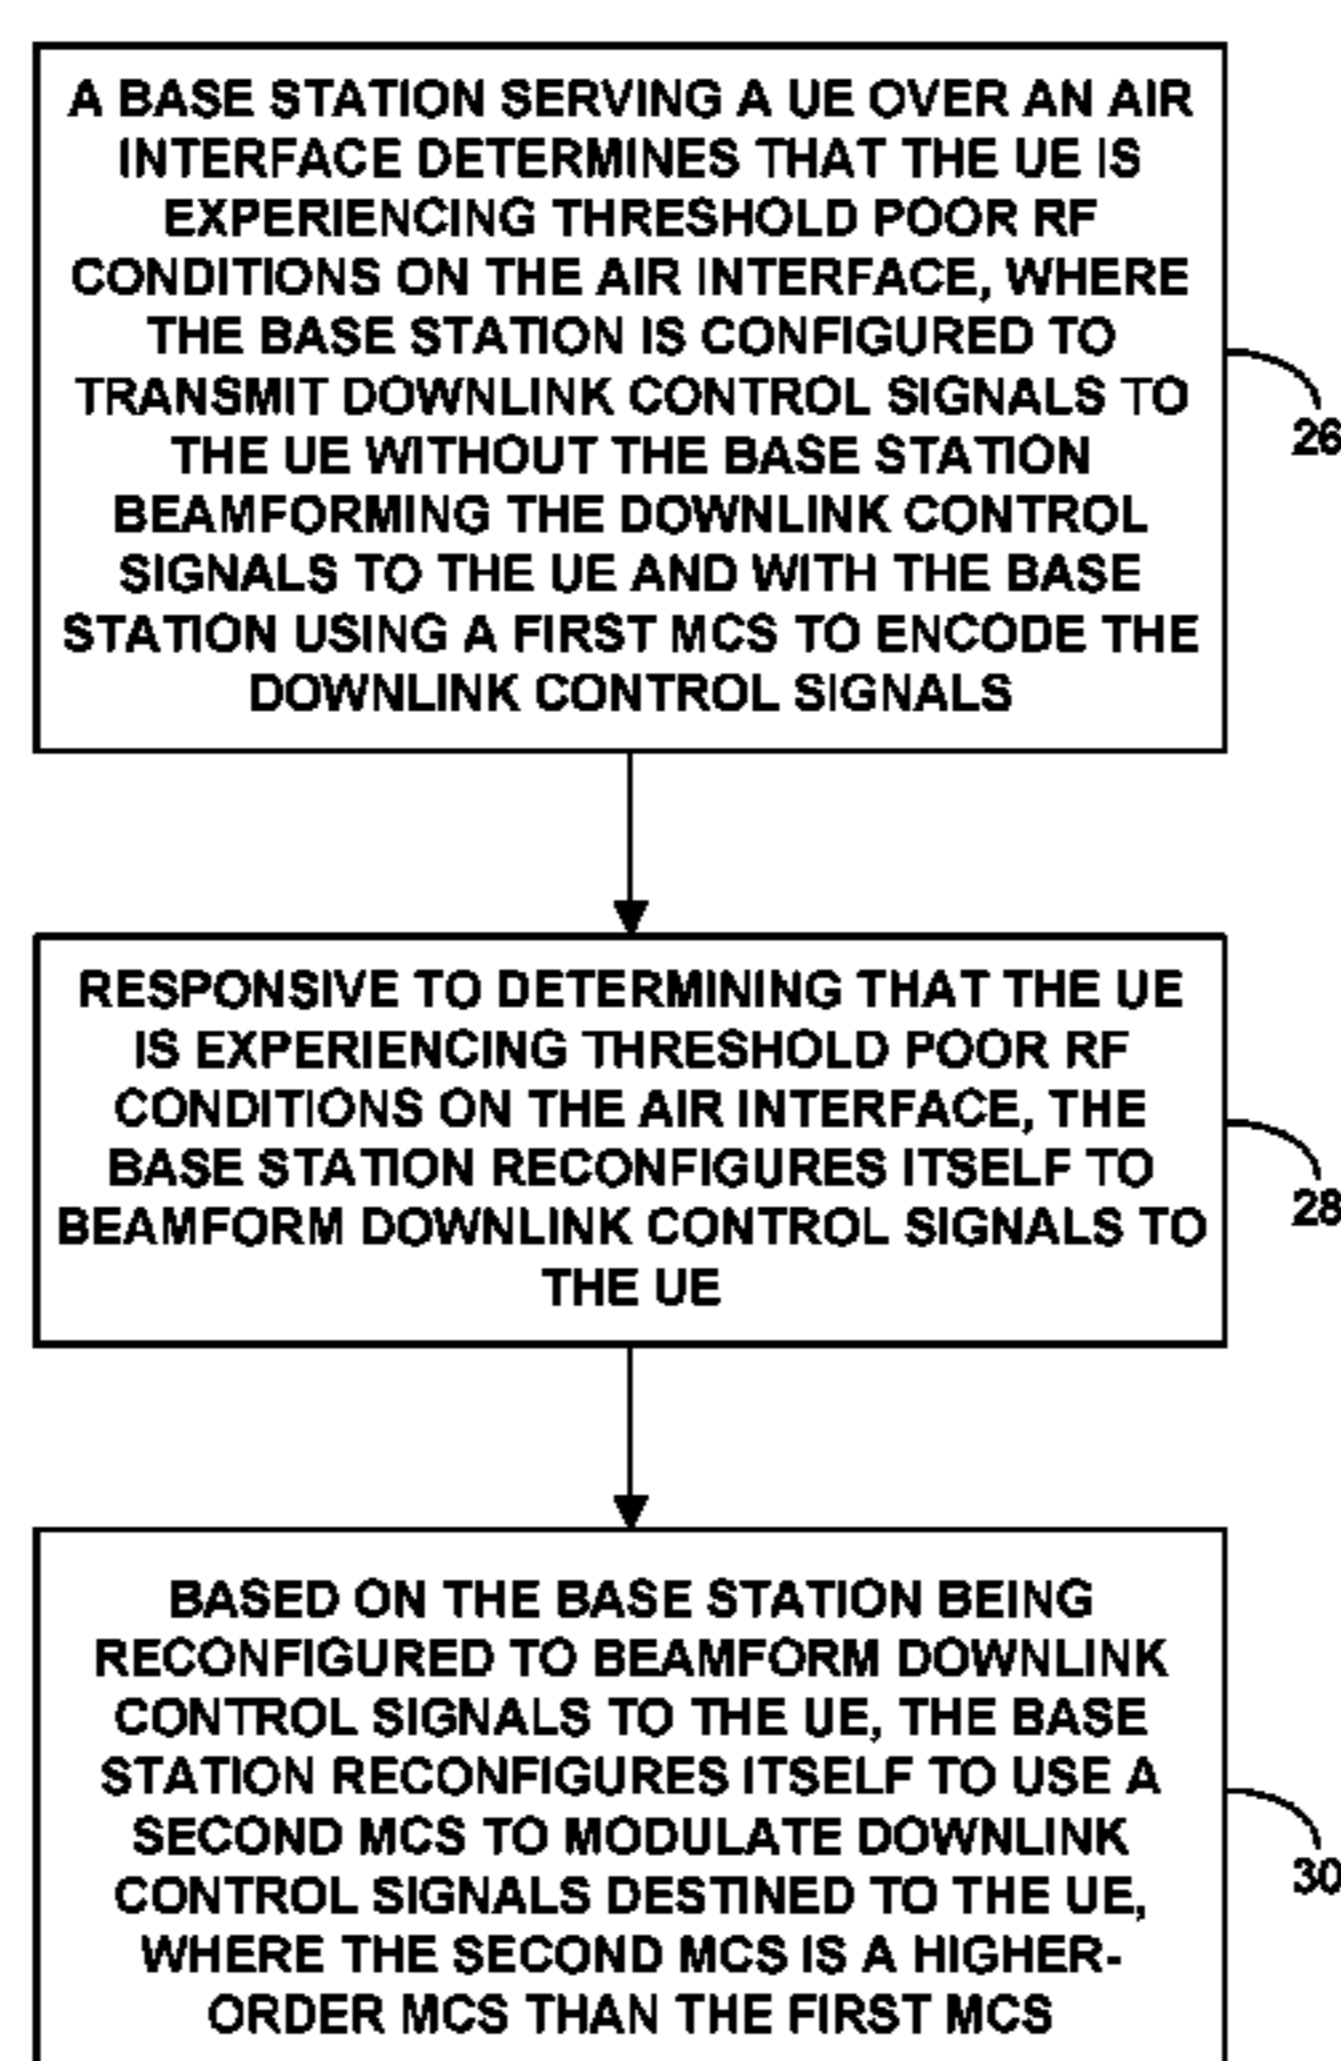 A BASE STATION SERVING A UE OVER AN AIR
INTERFACE DETERMINES THAT THE UE IS
EXPERIENCING THRESHOLD POOR RF
CONDITIONS ON THE AIR INTERFACE, WHERE
THE BASE STATION IS CONFIGURED TO
TRANSMIT DOWNLINK CONTROL SIGNALS TO
THE UE WITHOUT THE BASE STATION
BEAMFORMING THE DOWNLINK CONTROL
SIGNALS TO THE UE AND WITH THE BASE
STATION USING A FIRST MCS TO ENCODE THE
DOWNLINK CONTROL SIGNALS
26
RESPONSIVE TO DETERMINING THAT THE UE
IS EXPERIENCING THRESHOLD POOR RF
CONDITIONS ON THE AIR INTERFACE, THE
BASE STATION RECONFIGURES ITSELF TO
BEAMFORM DOWNLINK CONTROL SIGNALS TO
THE UE
28
BASED ON THE BASE STATION BEING
RECONFIGURED TO BEAMFORM DOWNLINK
CONTROL SIGNALS TO THE UE, THE BASE
STATION RECONFIGURES ITSELF TO USE A
SECOND MCS TO MODULATE DOWNLINK
CONTROL SIGNALS DESTINED TO THE UE,
WHERE THE SECOND MCS IS A HIGHER-
ORDER MCS THAN THE FIRST MCS
30